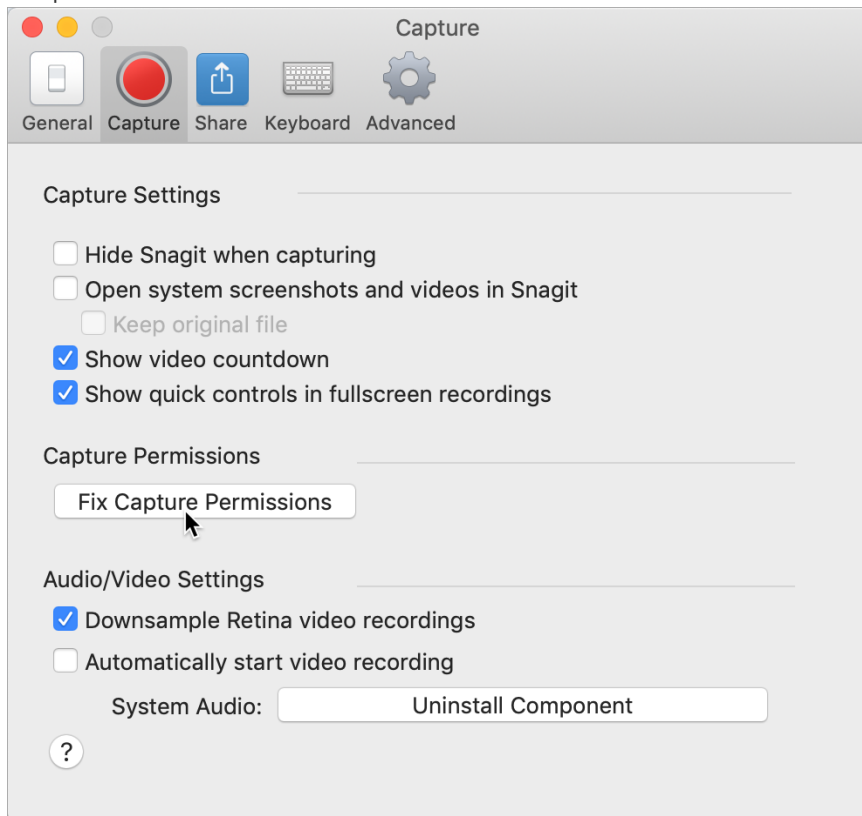 Capture
General Capture Share Keyboard Advanced
Capture Settings
Hide Snagit when capturing
Open system screenshots and videos in Snagit
Keep original file
Show video countdown
Show quick controls in fullscreen recordings
Capture Permissions
Fix Capture Permissions
Audio/Video Settings
Downsample Retina video recordings
Automatically start video recording
System Audio: Uninstall Component
?